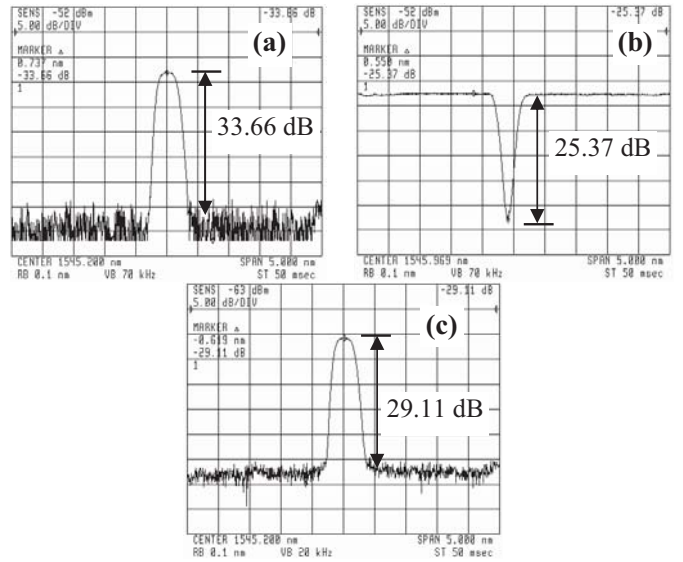 SENS -52 dBm -33.66 dB
5.00 dB/DIV
(a)
MARKER △
0.737 nm
-33.66 dB
1
33.66 dB
CENTER 1545.200 nm SPAN 5.000 nm
RB 0.1 nm VB 70 kHz ST 50 msec
SENS -52 dBm -25.37 dB
5.00 dB/DIV
(b)
MARKER △
0.550 nm
-25.37 dB
1
25.37 dB
CENTER 1545.969 nm SPAN 5.000 nm
RB 0.1 nm VB 70 kHz ST 50 msec
SENS -63 dBm -29.11 dB
5.00 dB/DIV
(c)
MARKER △
-0.619 nm
-29.11 dB
1
29.11 dB
CENTER 1545.200 nm SPAN 5.000 nm
RB 0.1 nm VB 20 kHz ST 50 msec